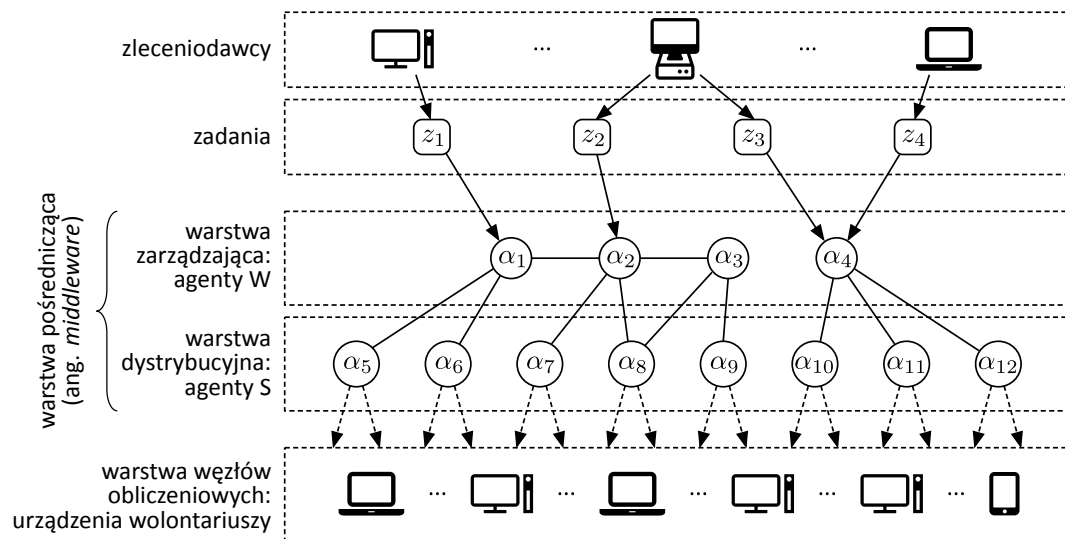 zleceniodawcy
... ...
zadania
z1 z2 z3 z4
warstwa pośrednicząca
(ang. middleware)
warstwa
zarządzająca:
agenty W
α1 α2 α3 α4
warstwa
dystrybucyjna:
agenty S
α5 α6 α7 α8 α9 α10 α11 α12
warstwa węzłów
obliczeniowych:
urządzenia wolontariuszy
... ... ... ... ...